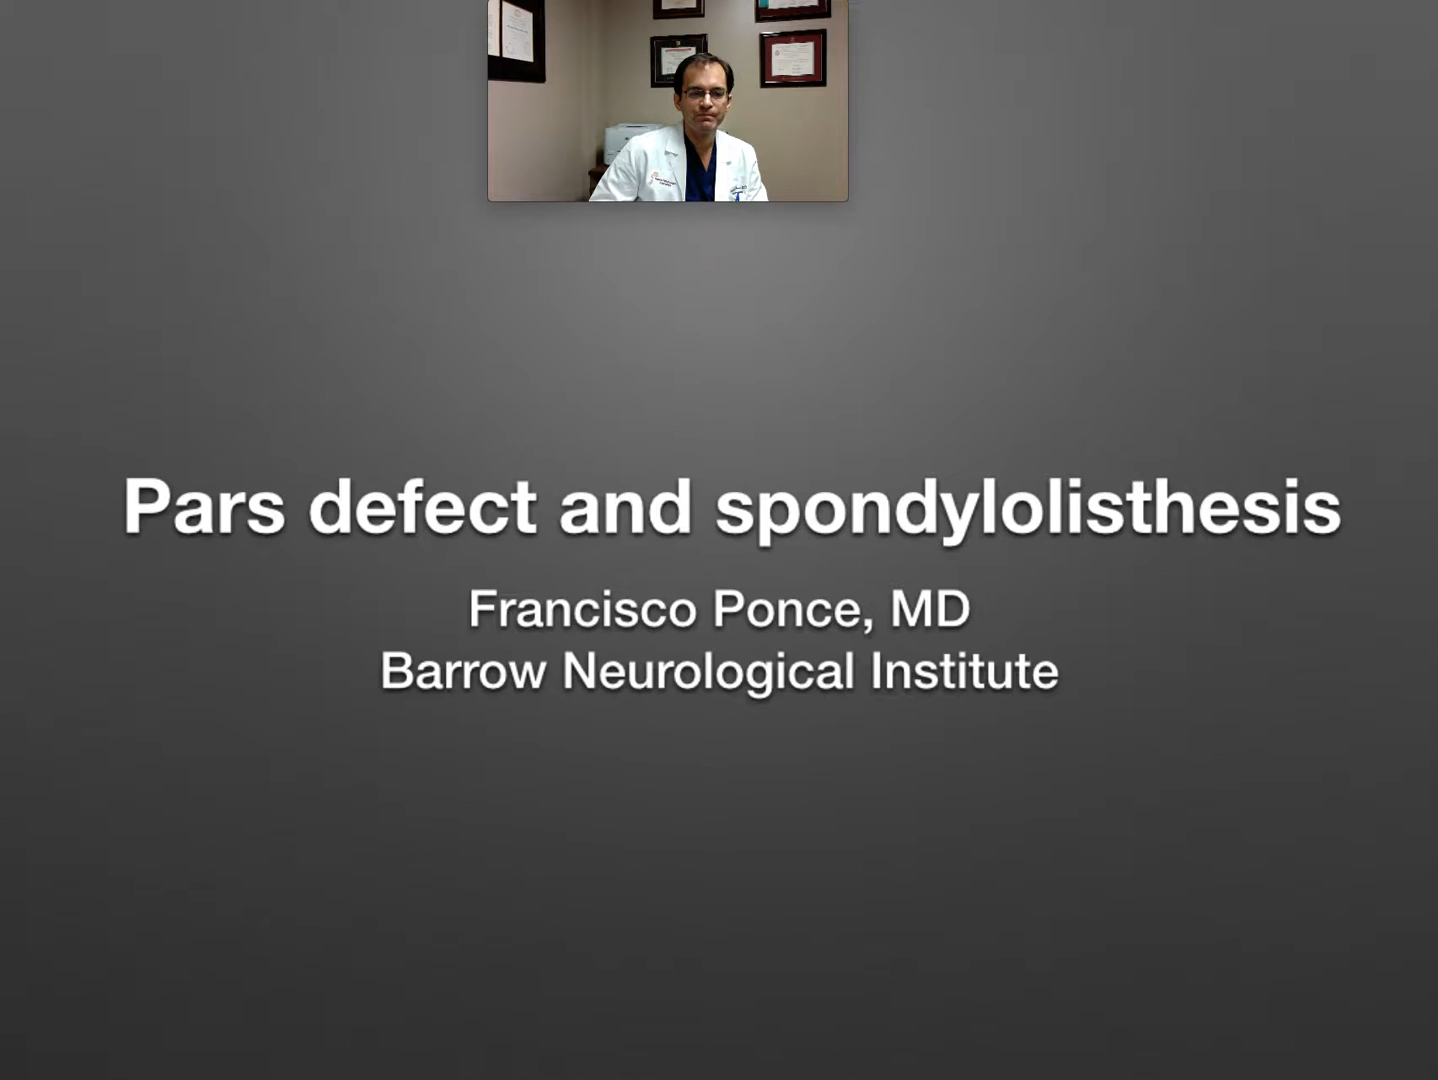 Pars defect and spondylolisthesis
Francisco Ponce, MD
Barrow Neurological Institute